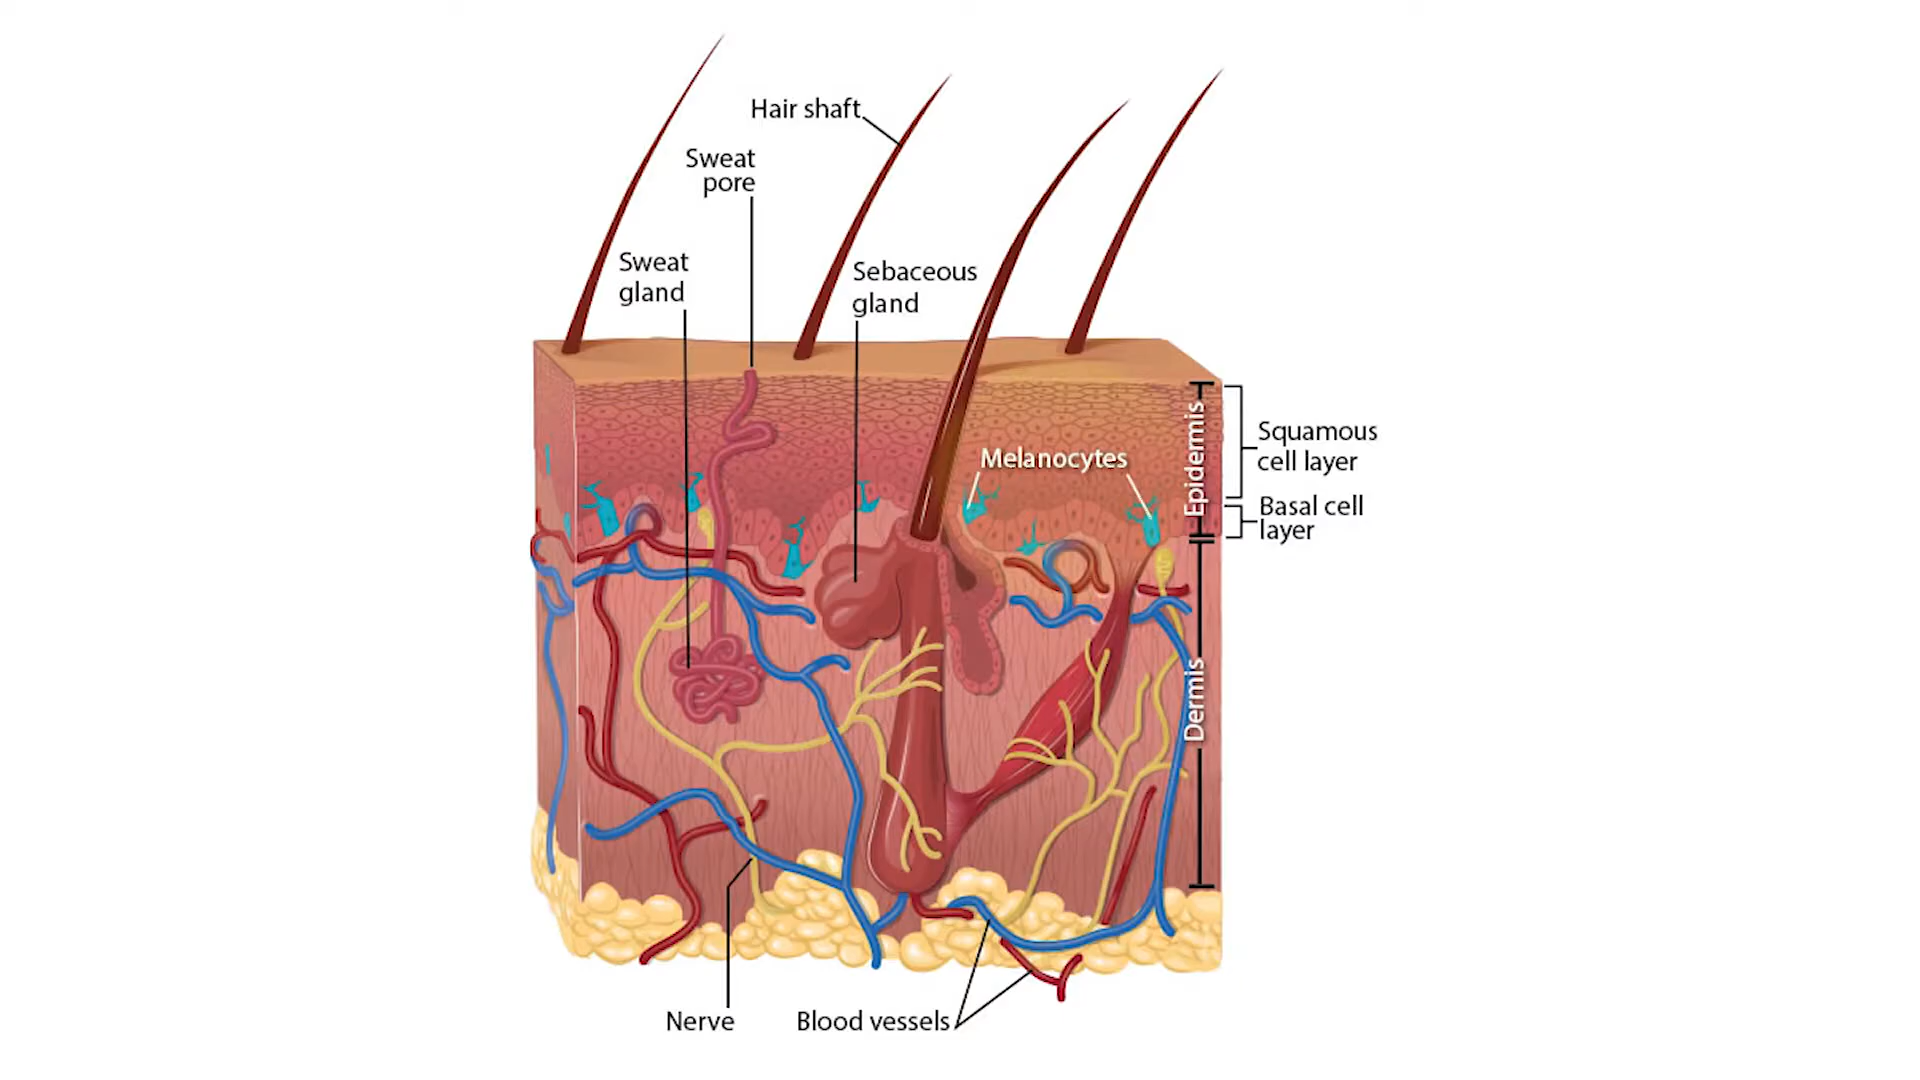 Hair shaft
Sweat
pore
Sweat
gland
Sebaceous
gland
Melanocytes
Epidermis
Squamous
cell layer
Basal cell
layer
Dermis
Nerve
Blood vessels